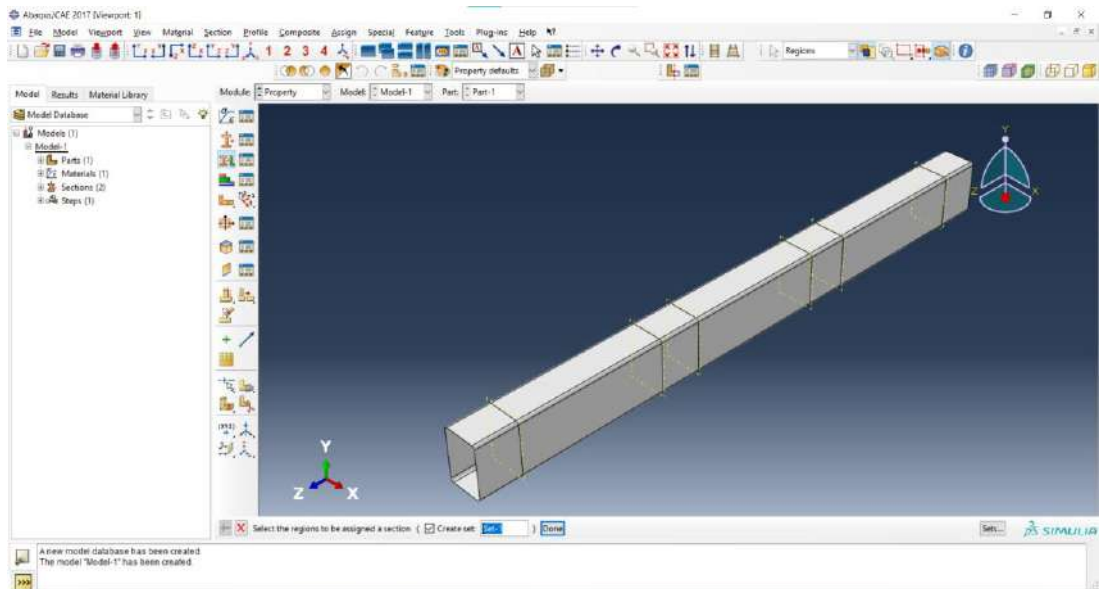 Abaqus/CAE 2017 [Viewport: 1]
File Model Viewport View Material Section Profile Composite Assign Special Feature Tools Plug-ins Help
1 2 3 4 A Regions
Property defaults
Model Results Material Library Module: Property Model: Model-1 Part: Part-1
Model Database
Models (1)
Model-1
Parts (1)
Materials (1)
Sections (2)
Steps (1)
Y
Z X
Y
Z X
Select the regions to be assigned a section ( Create set: Set-1 ) Done Sets... SIMULIA
A new model database has been created.
The model "Model-1" has been created.
>>>